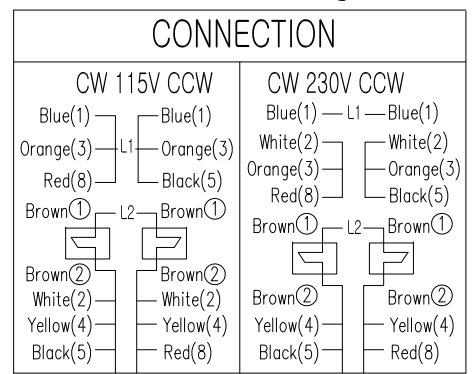 CONNECTION
CW 115V CCW
Blue(1) Blue(1)
Orange(3) L1 Orange(3)
Red(8) Black(5)
Brown① L2 Brown①
Brown② Brown②
White(2) White(2)
Yellow(4) Yellow(4)
Black(5) Red(8)
CW 230V CCW
Blue(1) L1 Blue(1)
White(2) White(2)
Orange(3) Orange(3)
Red(8) Black(5)
Brown① L2 Brown①
Brown② Brown②
Yellow(4) Yellow(4)
Black(5) Red(8)